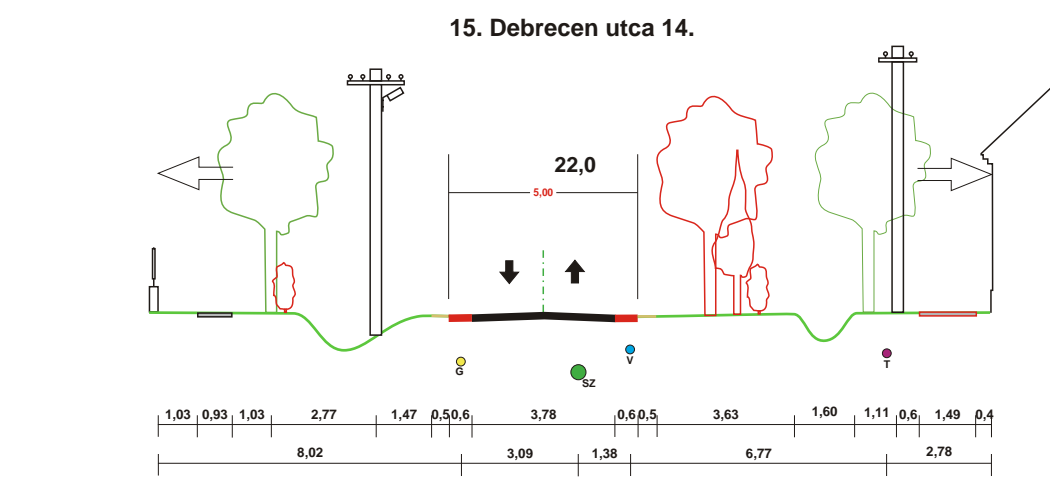 15. Debrecen utca 14.
22,0
5,00
G
SZ
V
T
1,03 0,93 1,03 2,77 1,47 0,5 0,6 3,78 0,6 0,5 3,63 1,60 1,11 0,6 1,49 0,4
8,02 3,09 1,38 6,77 2,78